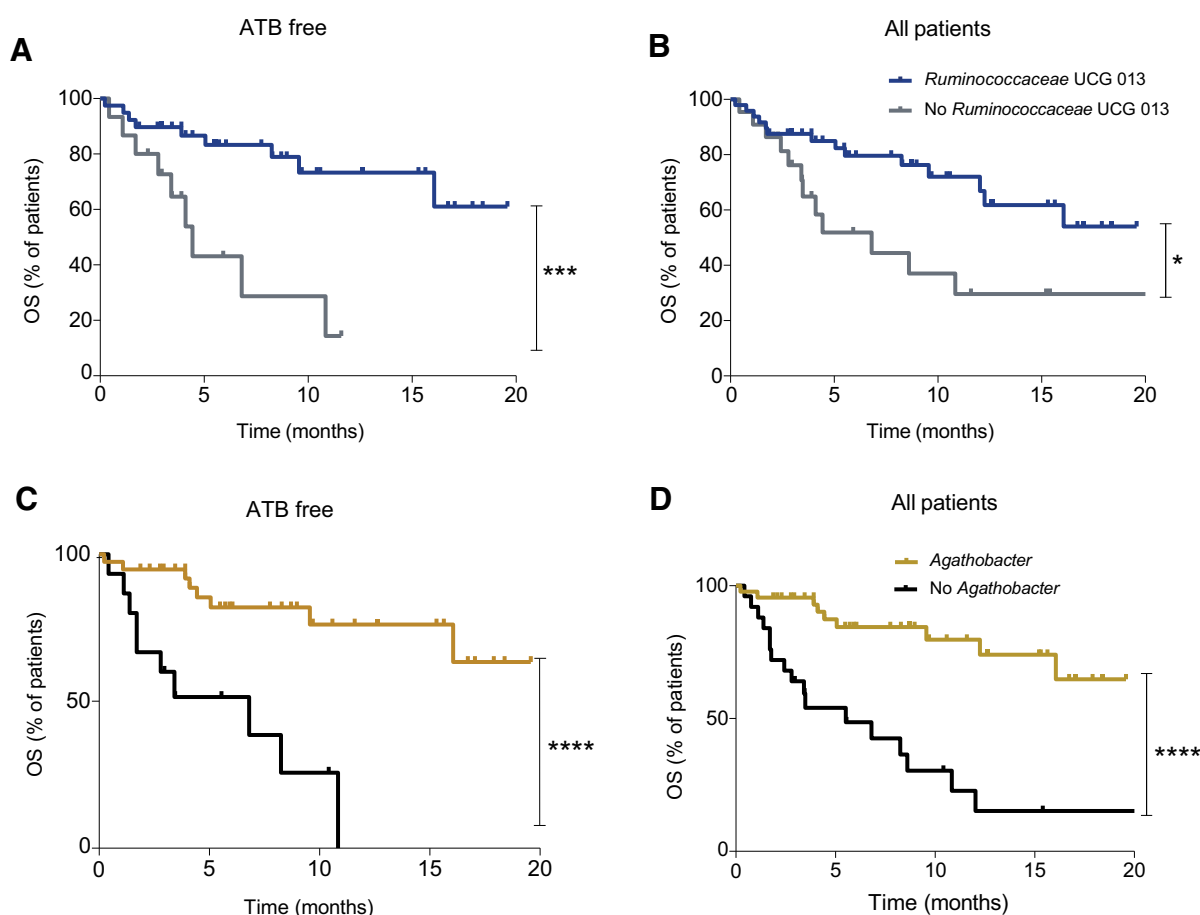 A
ATB free
OS (% of patients)
100
80
60
40
20
0
0 5 10 15 20
Time (months)
***
B
All patients
Ruminococcaceae UCG 013
No Ruminococcaceae UCG 013
OS (% of patients)
100
80
60
40
20
0
0 5 10 15 20
Time (months)
*
C
ATB free
OS (% of patients)
100
50
0
0 5 10 15 20
Time (months)
****
D
All patients
Agathobacter
No Agathobacter
OS (% of patients)
100
50
0
0 5 10 15 20
Time (months)
****